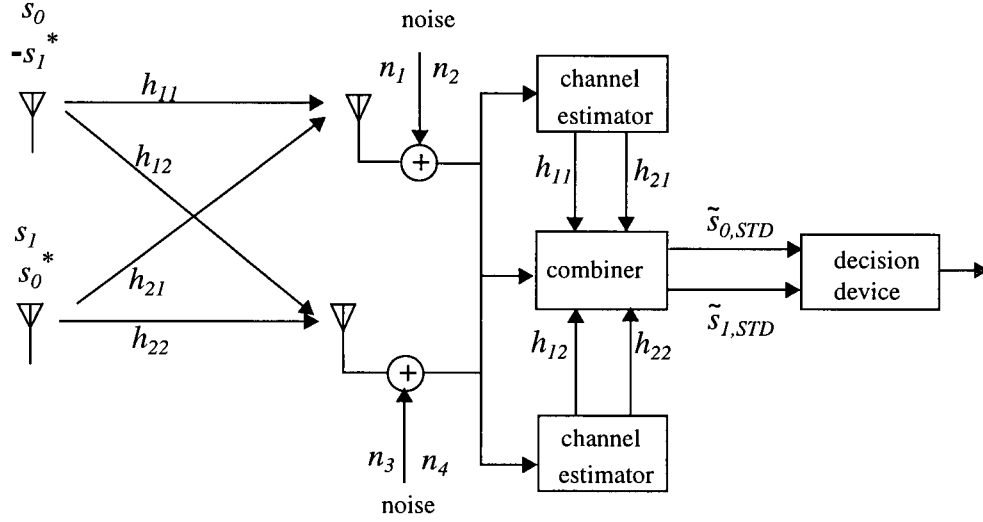 s₀
-s₁*
s₁
s₀*
h₁₁
h₁₂
h₂₁
h₂₂
noise
n₁ n₂
n₃ n₄
noise
channel
estimator
h₁₁ h₂₁
combiner
h₁₂ h₂₂
channel
estimator
s̃₀,STD
s̃₁,STD
decision
device